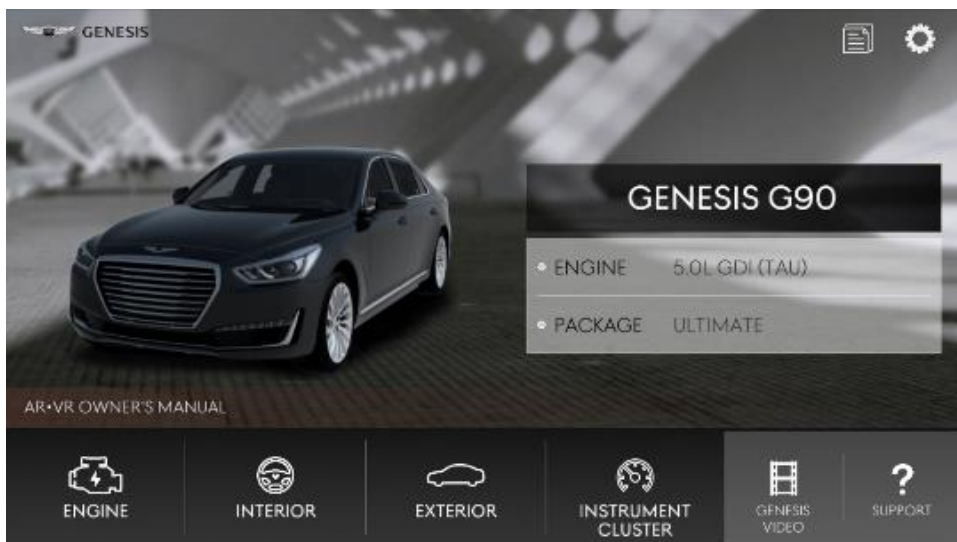 GENESIS
GENESIS G90
ENGINE 5.0L GDI (TAU)
PACKAGE ULTIMATE
AR•VR OWNER'S MANUAL
ENGINE
INTERIOR
EXTERIOR
INSTRUMENT
CLUSTER
GENESIS
VIDEO
?
SUPPORT